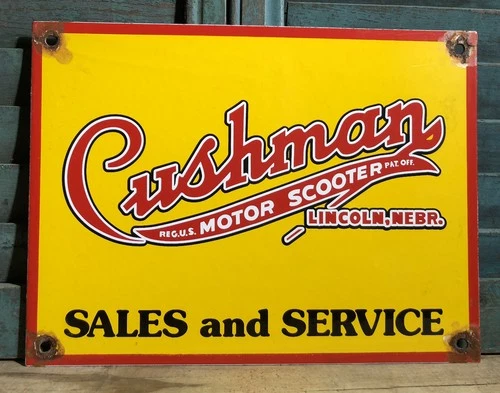 Cushman
REG.U.S. MOTOR SCOOTER PAT. OFF.
LINCOLN, NEBR.
SALES and SERVICE